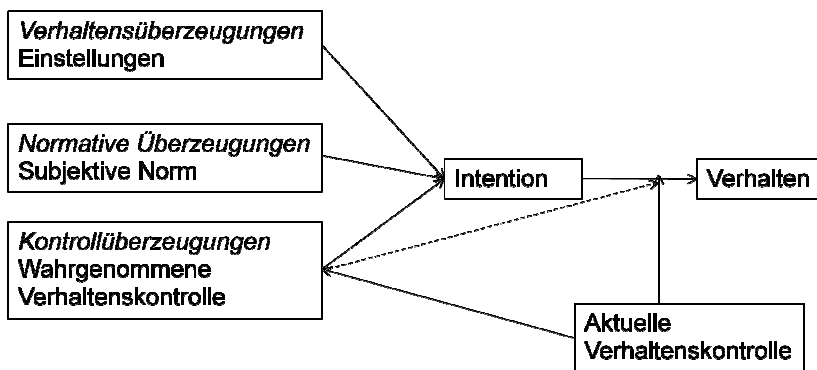 Verhaltensüberzeugungen
Einstellungen
Normative Überzeugungen
Subjektive Norm
Kontrollüberzeugungen
Wahrgenommene
Verhaltenskontrolle
Intention
Verhalten
Aktuelle
Verhaltenskontrolle